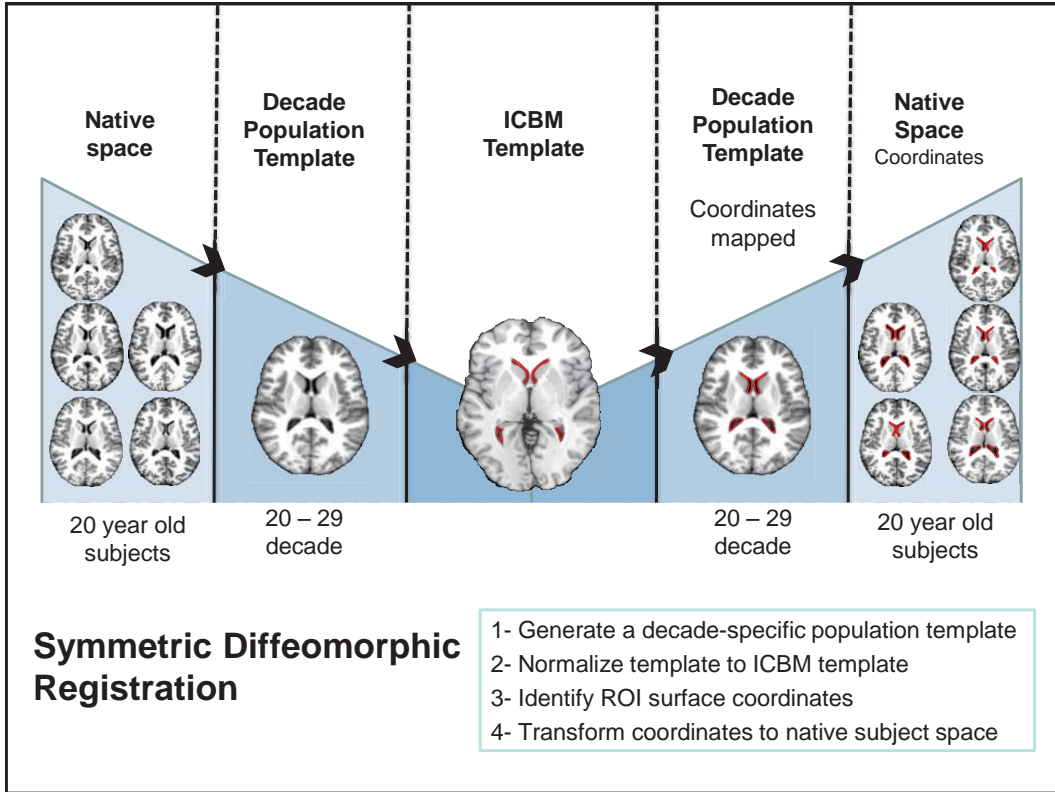 Native
space
Decade
Population
Template
ICBM
Template
Decade
Population
Template
Coordinates
mapped
Native
Space
Coordinates
20 year old
subjects
20 – 29
decade
20 – 29
decade
20 year old
subjects
Symmetric Diffeomorphic
Registration
1- Generate a decade-specific population template
2- Normalize template to ICBM template
3- Identify ROI surface coordinates
4- Transform coordinates to native subject space